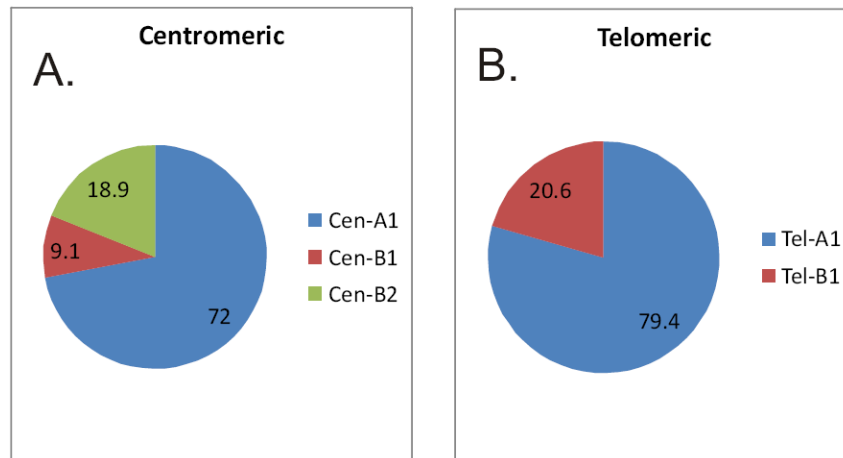 Centromeric
A.
18.9
9.1
72
Cen-A1
Cen-B1
Cen-B2
Telomeric
B.
20.6
79.4
Tel-A1
Tel-B1